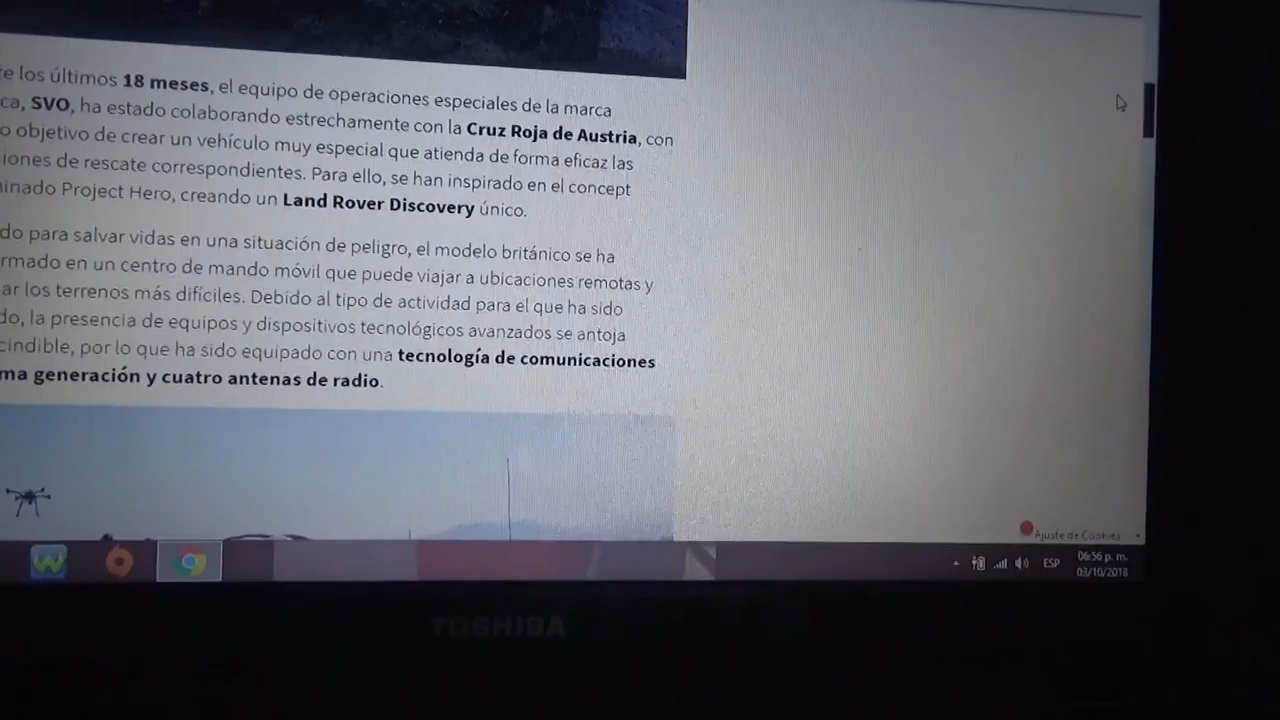 te los últimos 18 meses, el equipo de operaciones especiales de la marca
ca, SVO, ha estado colaborando estrechamente con la Cruz Roja de Austria, con
o objetivo de crear un vehículo muy especial que atienda de forma eficaz las
iones de rescate correspondientes. Para ello, se han inspirado en el concept
inado Project Hero, creando un Land Rover Discovery único.
do para salvar vidas en una situación de peligro, el modelo británico se ha
rmado en un centro de mando móvil que puede viajar a ubicaciones remotas y
ar los terrenos más difíciles. Debido al tipo de actividad para el que ha sido
do, la presencia de equipos y dispositivos tecnológicos avanzados se antoja
cindible, por lo que ha sido equipado con una tecnología de comunicaciones
ma generación y cuatro antenas de radio.
Ajuste de Cookies
ESP
06:56 p. m.
03/10/2018
TOSHIBA